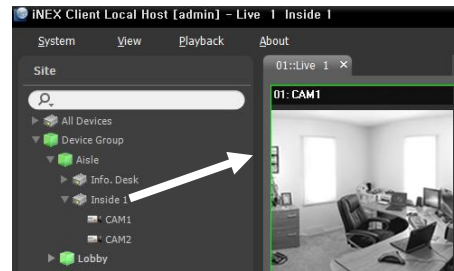 iNEX Client Local Host [admin] – Live 1 Inside 1
System View Playback About
Site
01::Live 1 ×
01: CAM1
All Devices
Device Group
Aisle
Info. Desk
Inside 1
CAM1
CAM2
Lobby